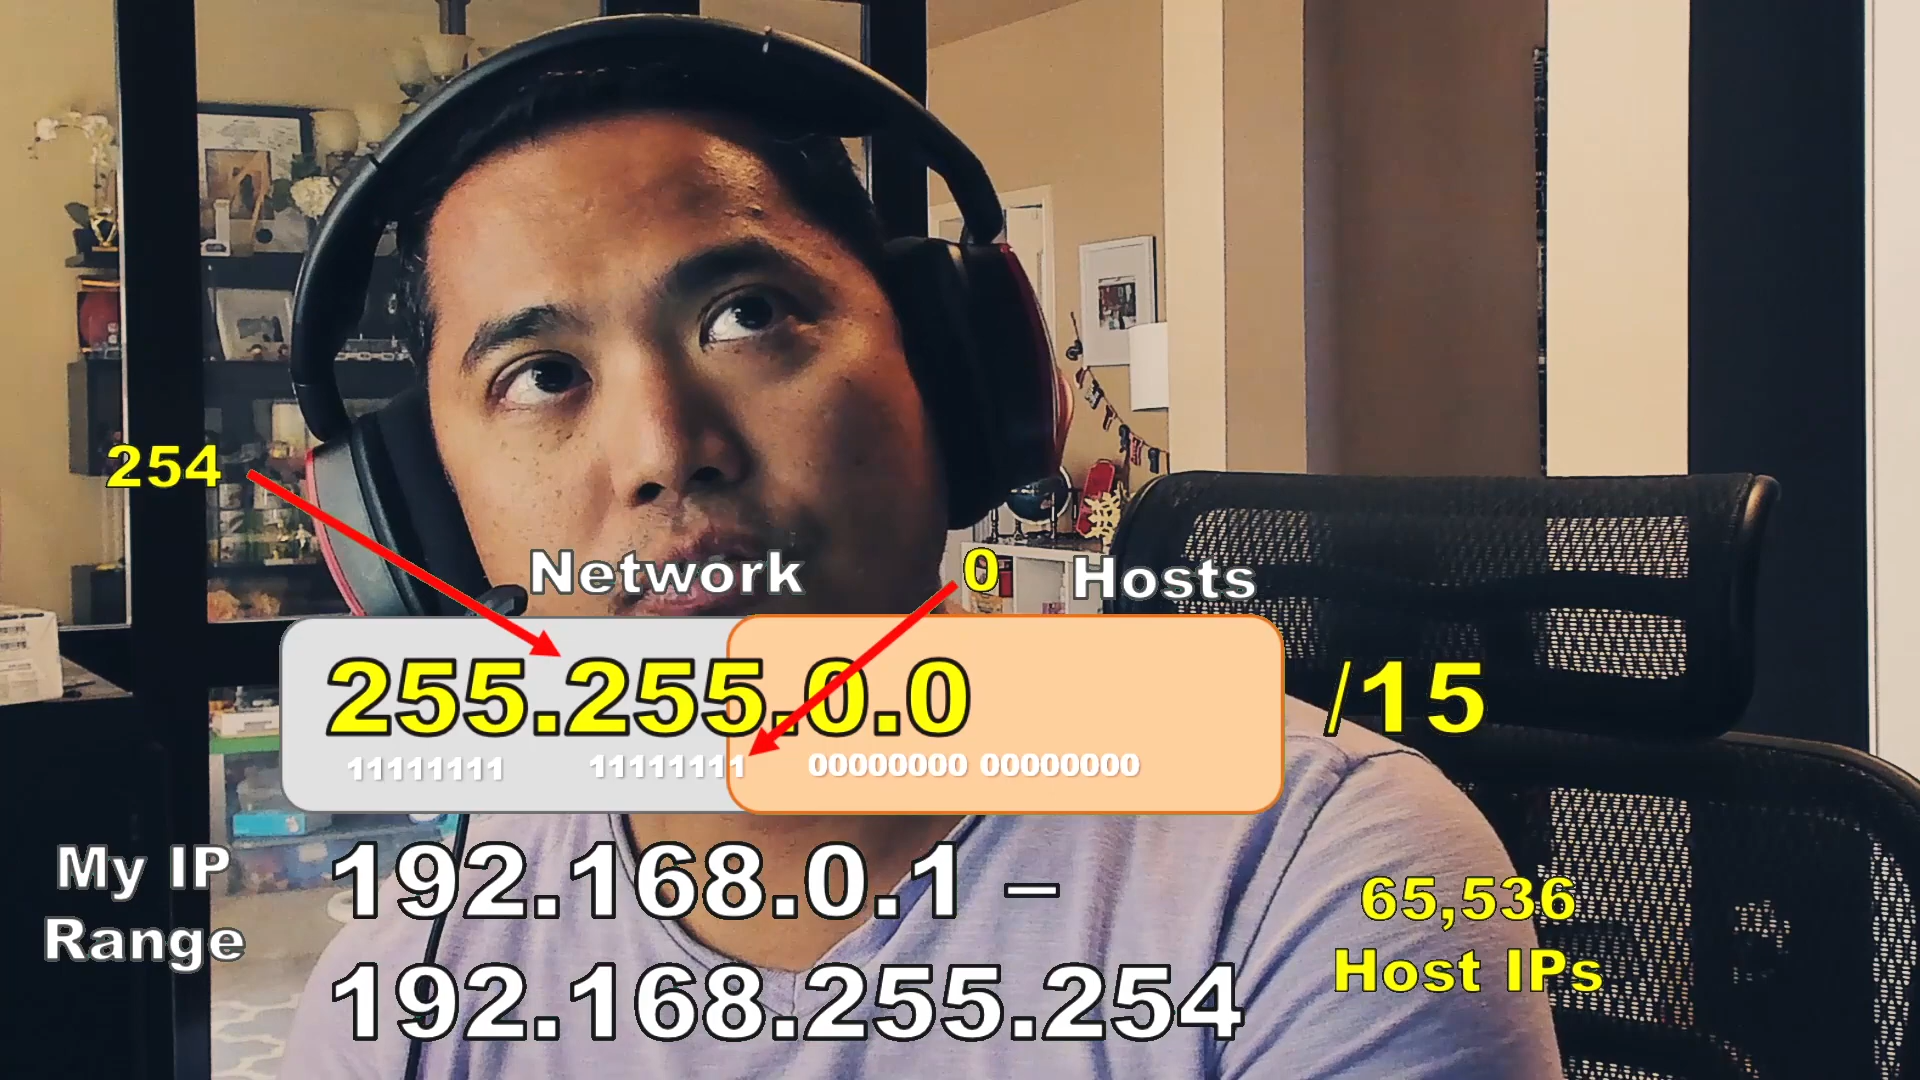 254
Network
0
Hosts
255.255.0.0
/15
11111111 11111111 00000000 00000000
My IP
Range
192.168.0.1 –
192.168.255.254
65,536
Host IPs